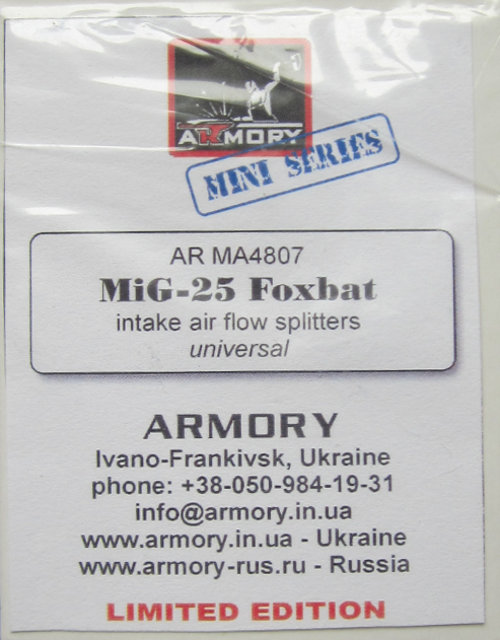 ARMORY
MINI SERIES
AR MA4807
MiG-25 Foxbat
intake air flow splitters
universal
ARMORY
Ivano-Frankivsk, Ukraine
phone: +38-050-984-19-31
info@armory.in.ua
www.armory.in.ua - Ukraine
www.armory-rus.ru - Russia
LIMITED EDITION